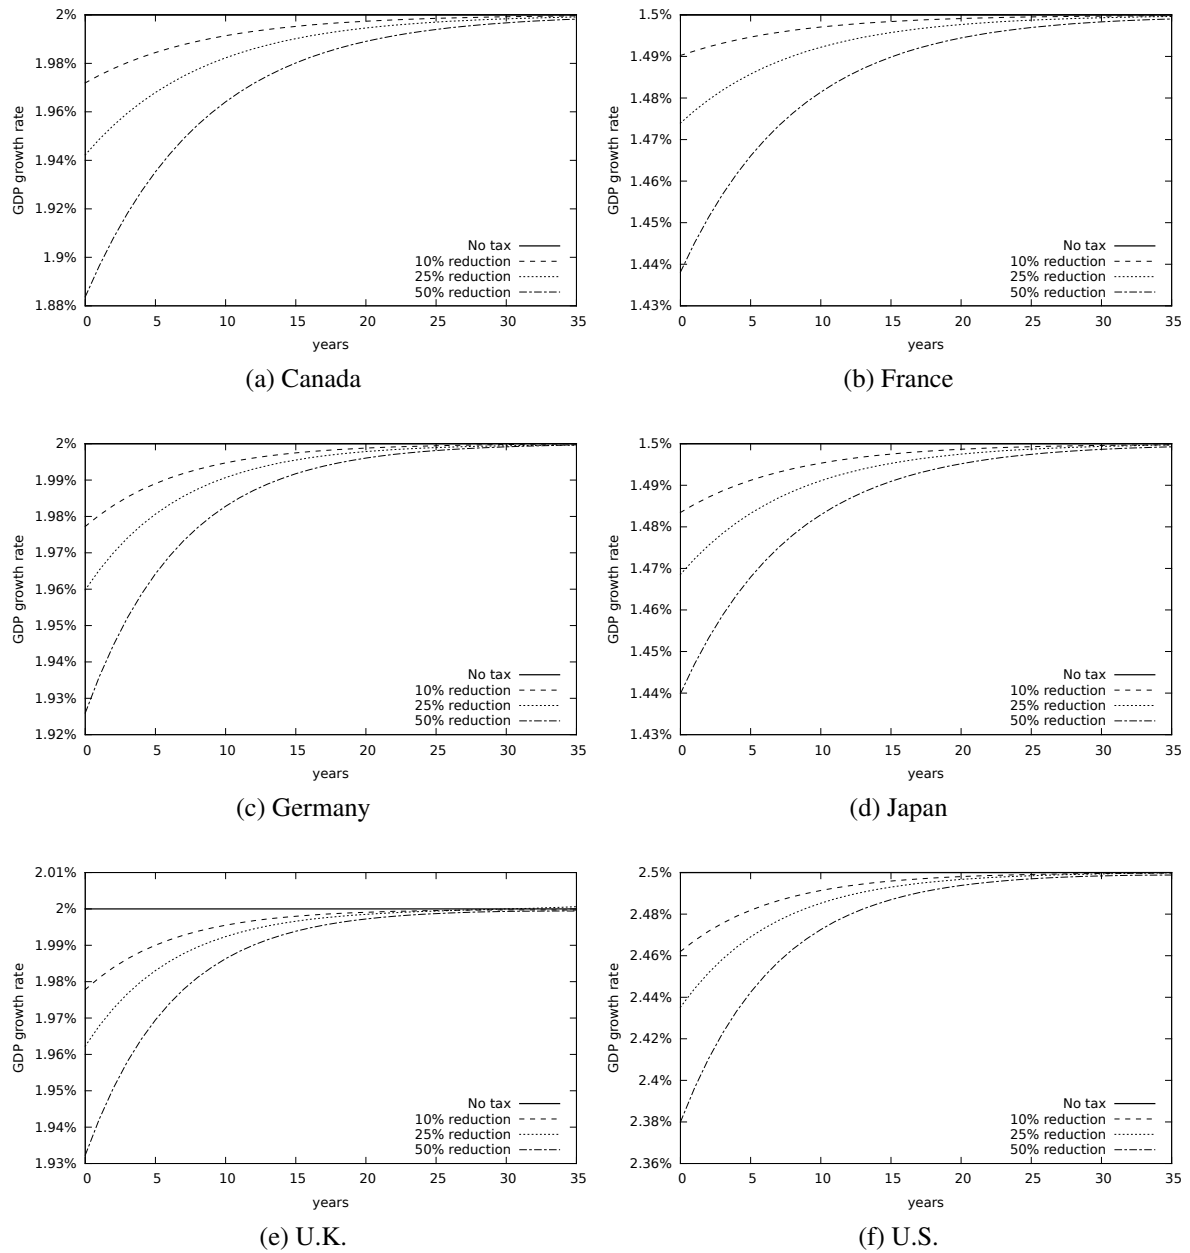 2%
1.98%
1.96%
1.94%
1.92%
1.9%
1.88%
GDP growth rate
0 5 10 15 20 25 30 35
years
No tax
10% reduction
25% reduction
50% reduction
(a) Canada
1.5%
1.49%
1.48%
1.47%
1.46%
1.45%
1.44%
1.43%
GDP growth rate
0 5 10 15 20 25 30 35
years
No tax
10% reduction
25% reduction
50% reduction
(b) France
2%
1.99%
1.98%
1.97%
1.96%
1.95%
1.94%
1.93%
1.92%
GDP growth rate
0 5 10 15 20 25 30 35
years
No tax
10% reduction
25% reduction
50% reduction
(c) Germany
1.5%
1.49%
1.48%
1.47%
1.46%
1.45%
1.44%
1.43%
GDP growth rate
0 5 10 15 20 25 30 35
years
No tax
10% reduction
25% reduction
50% reduction
(d) Japan
2.01%
2%
1.99%
1.98%
1.97%
1.96%
1.95%
1.94%
1.93%
GDP growth rate
0 5 10 15 20 25 30 35
years
No tax
10% reduction
25% reduction
50% reduction
(e) U.K.
2.5%
2.48%
2.46%
2.44%
2.42%
2.4%
2.38%
2.36%
GDP growth rate
0 5 10 15 20 25 30 35
years
No tax
10% reduction
25% reduction
50% reduction
(f) U.S.